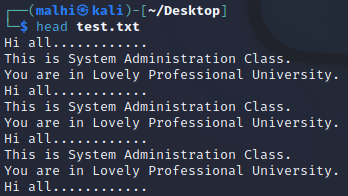 ┌──(malhi㉿kali)-[~/Desktop]
└─$ head test.txt
Hi all............
This is System Administration Class.
You are in Lovely Professional University.
Hi all............
This is System Administration Class.
You are in Lovely Professional University.
Hi all............
This is System Administration Class.
You are in Lovely Professional University.
Hi all............